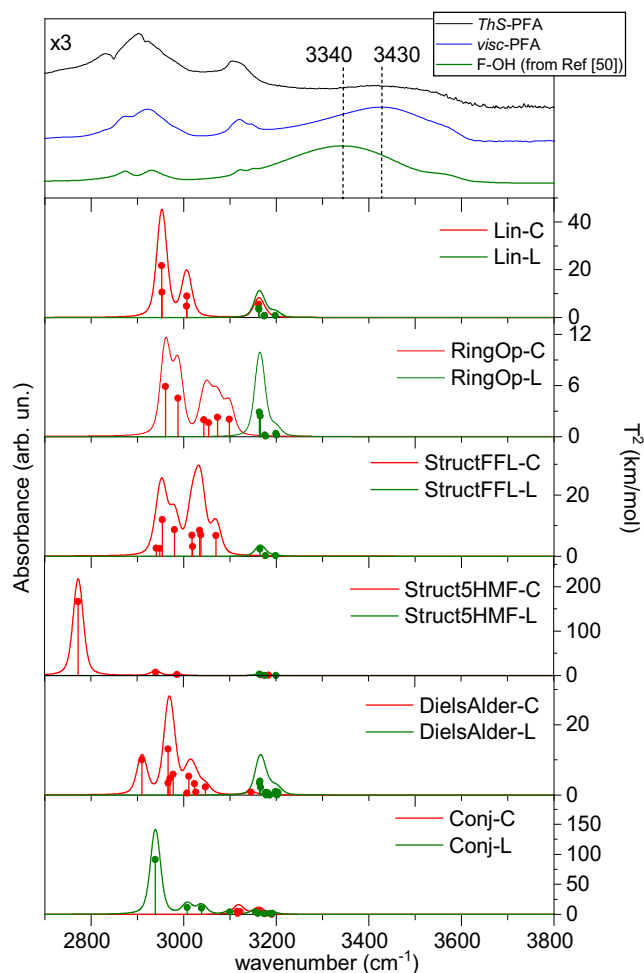 x3
ThS-PFA
visc-PFA
F-OH (from Ref [50])
3340
3430
Lin-C
Lin-L
40
20
0
RingOp-C
RingOp-L
12
6
0
StructFFL-C
StructFFL-L
20
0
Struct5HMF-C
Struct5HMF-L
200
100
0
DielsAlder-C
DielsAlder-L
20
0
Conj-C
Conj-L
150
100
50
0
Absorbance (arb. un.)
T² (km/mol)
2800 3000 3200 3400 3600 3800
wavenumber (cm⁻¹)